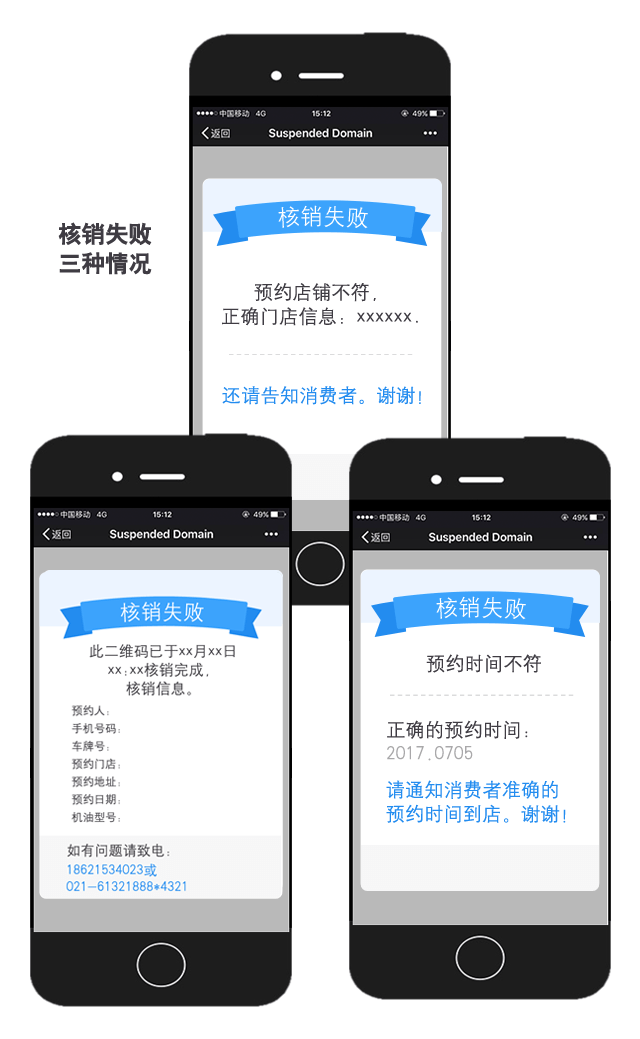 核销失败
三种情况
中国移动 4G 15:12 49%
返回 Suspended Domain
核销失败
预约店铺不符,
正确门店信息：xxxxxx.
还请告知消费者。谢谢!
中国移动 4G 15:12 49%
返回 Suspended Domain
核销失败
此二维码已于xx月xx日
xx:xx核销完成,
核销信息。
预约人:
手机号码:
车牌号:
预约门店:
预约地址:
预约日期:
机油型号:
如有问题请致电:
18621534023或
021-61321888*4321
中国移动 4G 15:12 49%
返回 Suspended Domain
核销失败
预约时间不符
正确的预约时间:
2017.0705
请通知消费者准确的
预约时间到店。谢谢!